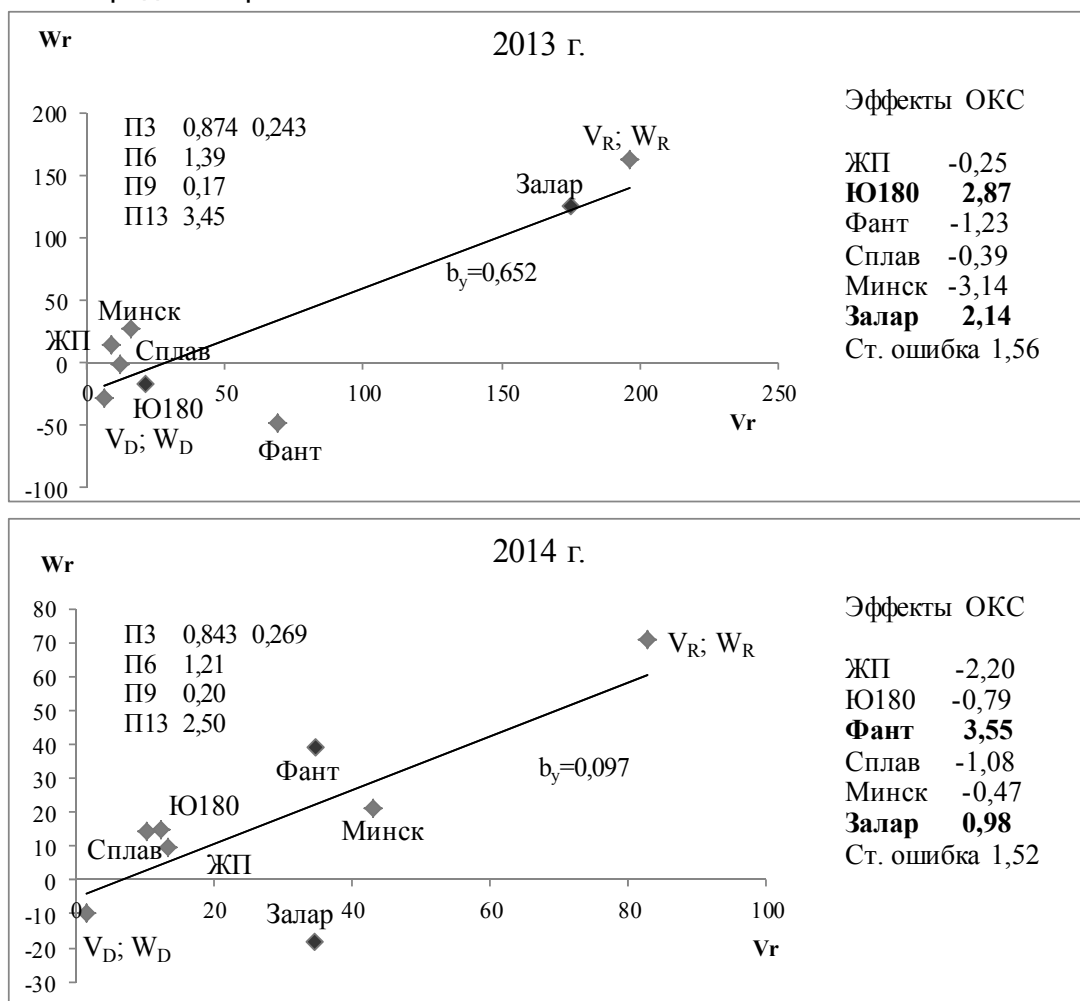 Wr
2013 г.
Эффекты ОКС
200
150
100
50
0
-50
-100
П3 0,874 0,243
П6 1,39
П9 0,17
П13 3,45
V_R; W_R
Залар
b_y=0,652
Минск
ЖП
Сплав
Ю180
V_D; W_D
Фант
0 50 100 150 200 250
Vr
ЖП -0,25
Ю180 2,87
Фант -1,23
Сплав -0,39
Минск -3,14
Залар 2,14
Ст. ошибка 1,56
Wr
2014 г.
Эффекты ОКС
80
70
60
50
40
30
20
10
0
-10
-20
-30
П3 0,843 0,269
П6 1,21
П9 0,20
П13 2,50
V_R; W_R
Фант
b_y=0,097
Ю180
Минск
Сплав
ЖП
Залар
V_D; W_D
0 20 40 60 80 100
Vr
ЖП -2,20
Ю180 -0,79
Фант 3,55
Сплав -1,08
Минск -0,47
Залар 0,98
Ст. ошибка 1,52